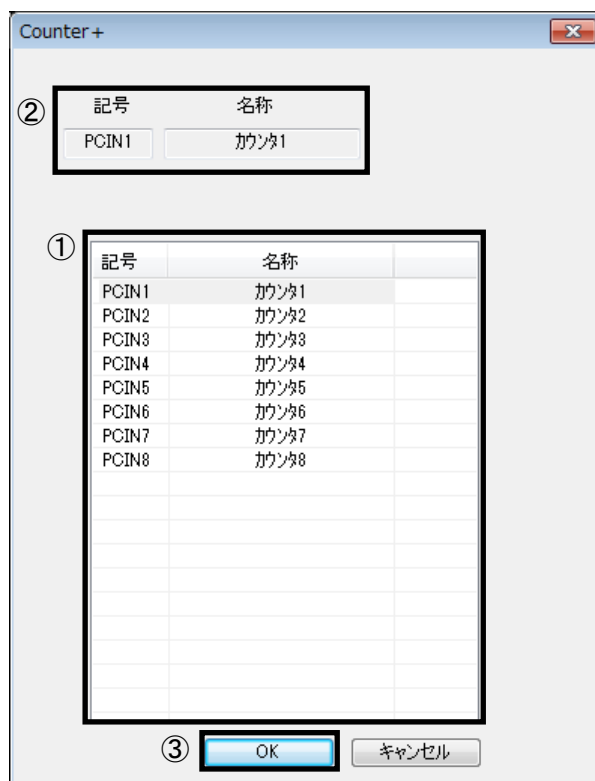 Counter+
② 記号 名称
PCIN1 カウンタ1
①
記号 名称
PCIN1 カウンタ1
PCIN2 カウンタ2
PCIN3 カウンタ3
PCIN4 カウンタ4
PCIN5 カウンタ5
PCIN6 カウンタ6
PCIN7 カウンタ7
PCIN8 カウンタ8
③ OK キャンセル